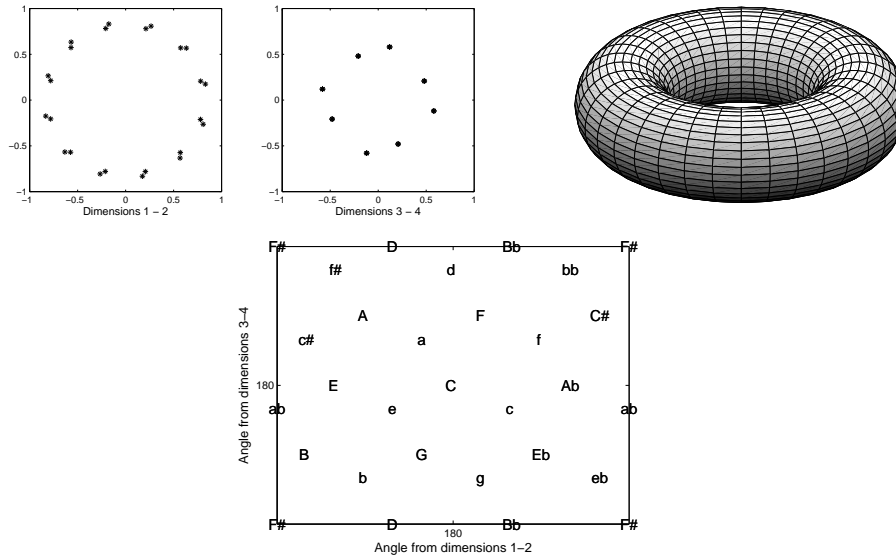 1
0.5
0
−0.5
−1
−1 −0.5 0 0.5 1
Dimensions 1 − 2
1
0.5
0
−0.5
−1
−1 −0.5 0 0.5 1
Dimensions 3 − 4
F# D Bb F#
f# d bb
A F C#
c# a f
180 E C Ab
ab e c ab
B G Eb
b g eb
F# D Bb F#
180
Angle from dimensions 1−2
Angle from dimensions 3−4